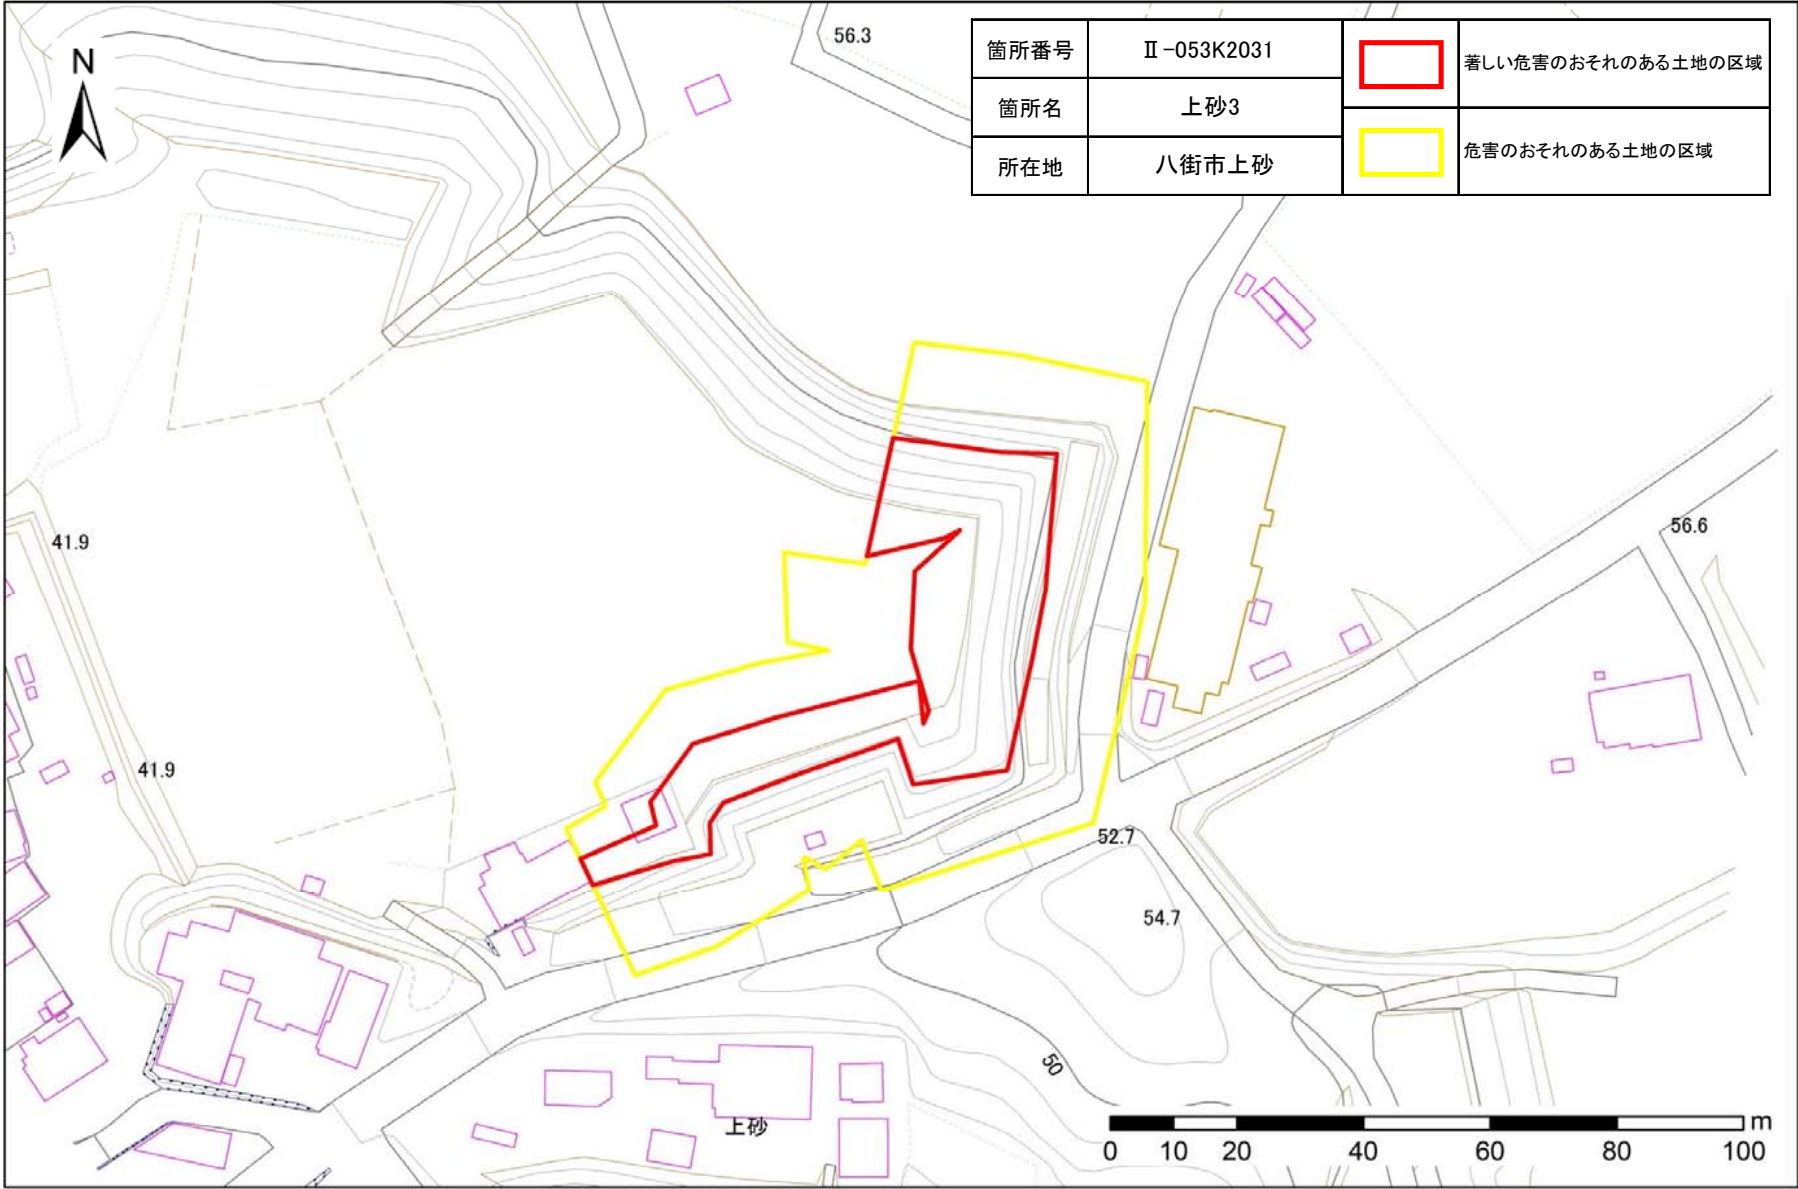 N
56.3
箇所番号 Ⅱ-053K2031
箇所名 上砂3
所在地 八街市上砂
著しい危害のおそれのある土地の区域
危害のおそれのある土地の区域
41.9
56.6
41.9
52.7
54.7
50
上砂
m
0 10 20 40 60 80 100